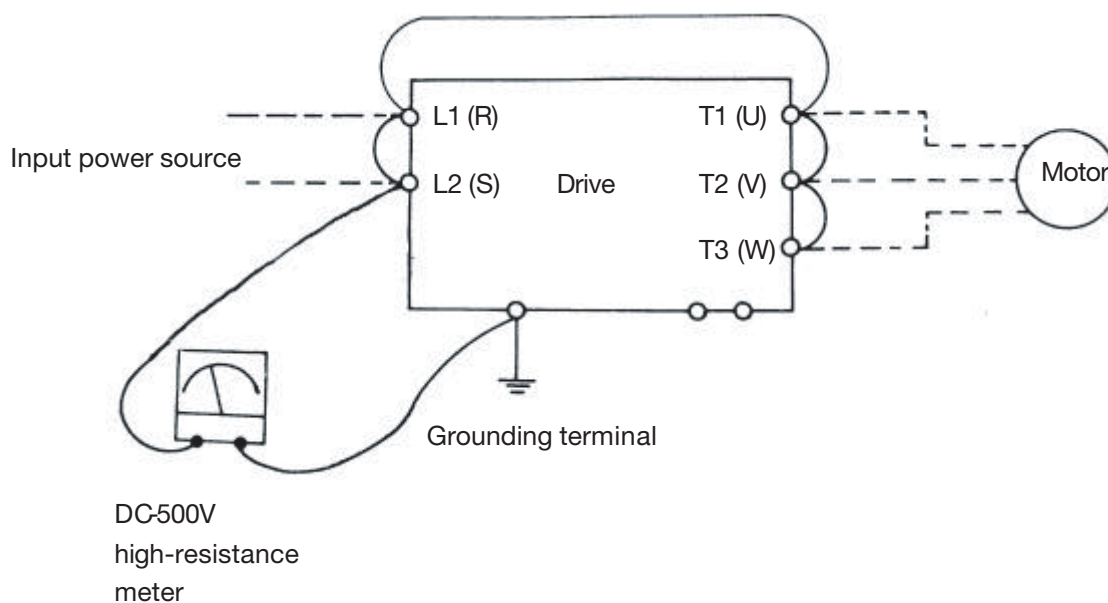 L1 (R)
T1 (U)
Input power source
L2 (S)
Drive
T2 (V)
Motor
T3 (W)
Grounding terminal
DC-500V
high-resistance
meter